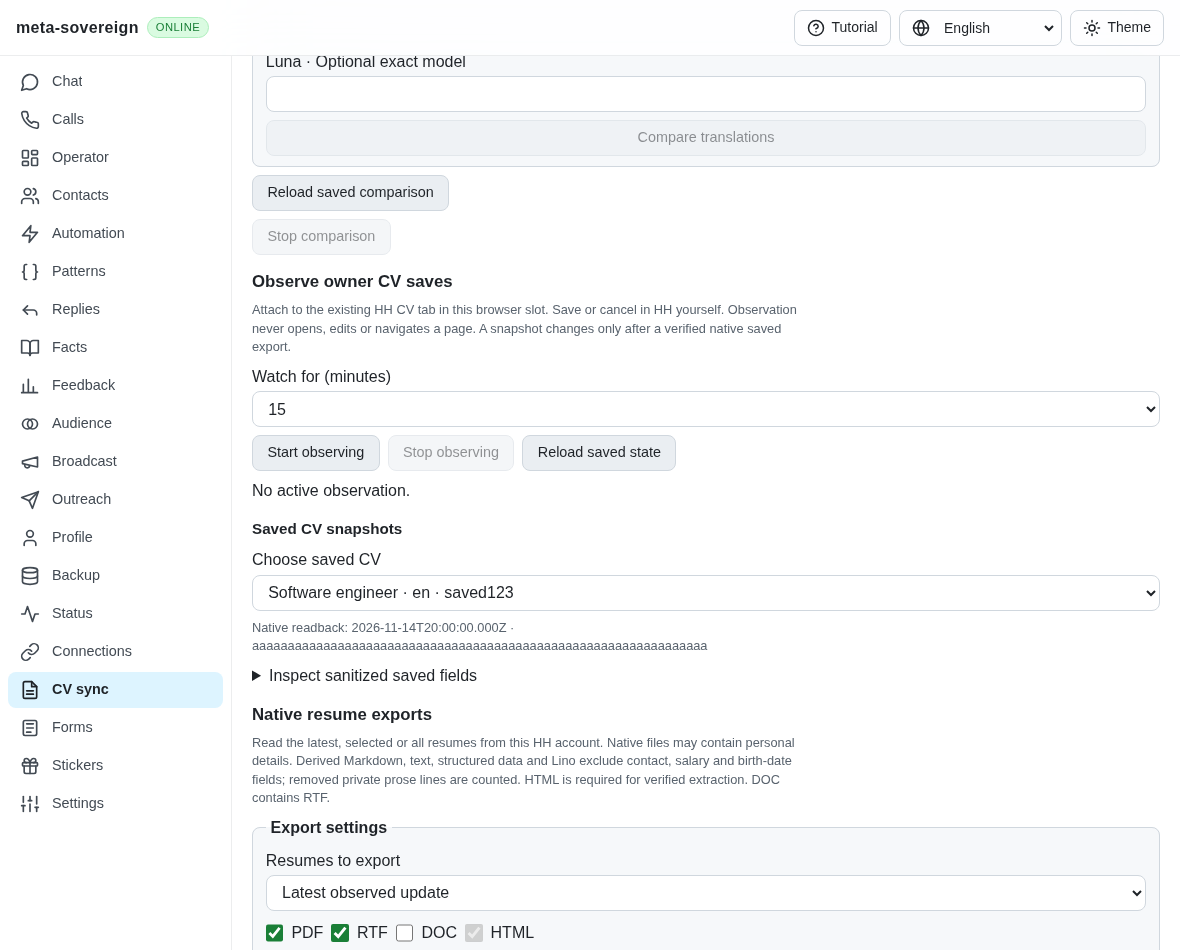 meta-sovereign ONLINE Tutorial English Theme
Chat
Calls
Operator
Contacts
Automation
Patterns
Replies
Facts
Feedback
Audience
Broadcast
Outreach
Profile
Backup
Status
Connections
CV sync
Forms
Stickers
Settings
Luna · Optional exact model
Compare translations
Reload saved comparison
Stop comparison
Observe owner CV saves
Attach to the existing HH CV tab in this browser slot. Save or cancel in HH yourself. Observation
never opens, edits or navigates a page. A snapshot changes only after a verified native saved
export.
Watch for (minutes)
15
Start observing Stop observing Reload saved state
No active observation.
Saved CV snapshots
Choose saved CV
Software engineer · en · saved123
Native readback: 2026-11-14T20:00:00.000Z ·
aaaaaaaaaaaaaaaaaaaaaaaaaaaaaaaaaaaaaaaaaaaaaaaaaaaaaaaaaaaaaaaa
Inspect sanitized saved fields
Native resume exports
Read the latest, selected or all resumes from this HH account. Native files may contain personal
details. Derived Markdown, text, structured data and Lino exclude contact, salary and birth-date
fields; removed private prose lines are counted. HTML is required for verified extraction. DOC
contains RTF.
Export settings
Resumes to export
Latest observed update
PDF RTF DOC HTML